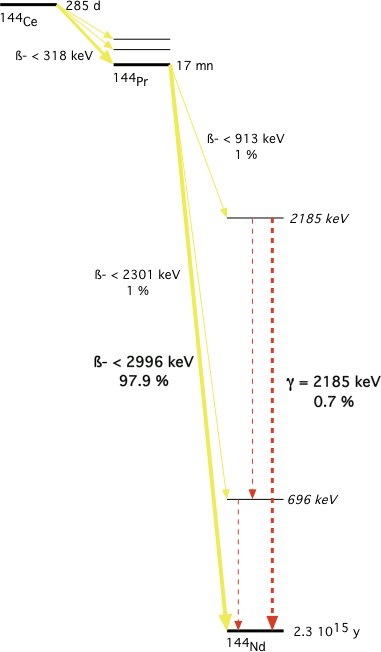 ¹⁴⁴Ce
285 d
ß- < 318 keV
¹⁴⁴Pr
17 mn
ß- < 913 keV
1 %
2185 keV
ß- < 2301 keV
1 %
ß- < 2996 keV
97.9 %
γ = 2185 keV
0.7 %
696 keV
¹⁴⁴Nd
2.3 10¹⁵ y